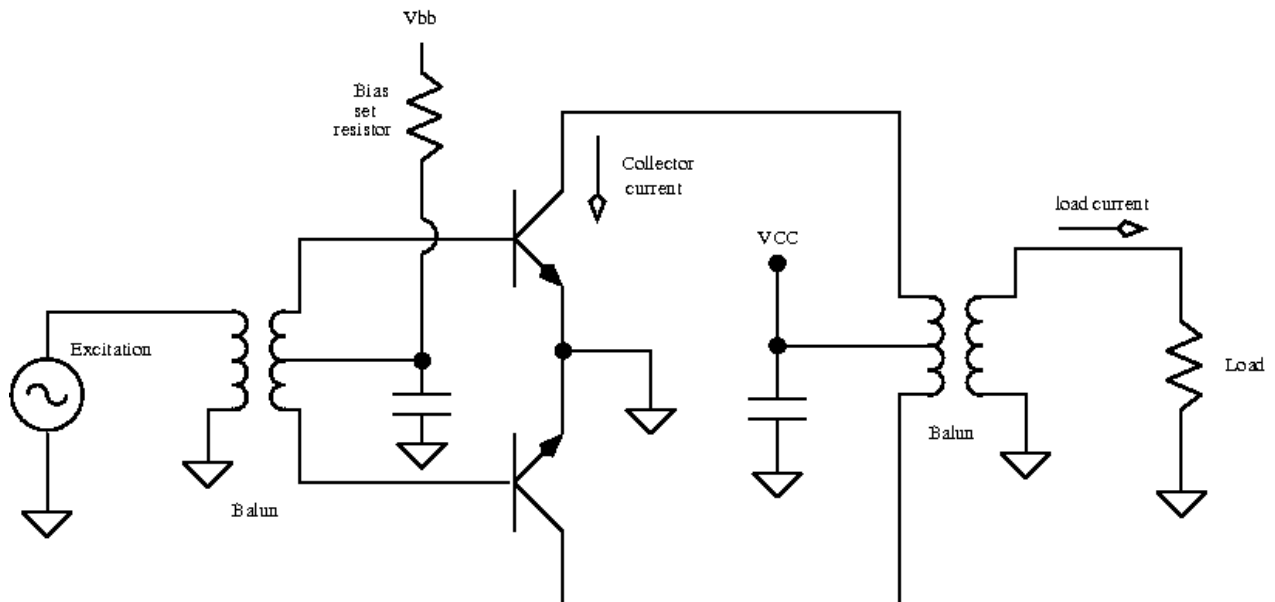 Vbb
Bias
set
resistor
Collector
current
load current
VCC
Excitation
Load
Balun
Balun